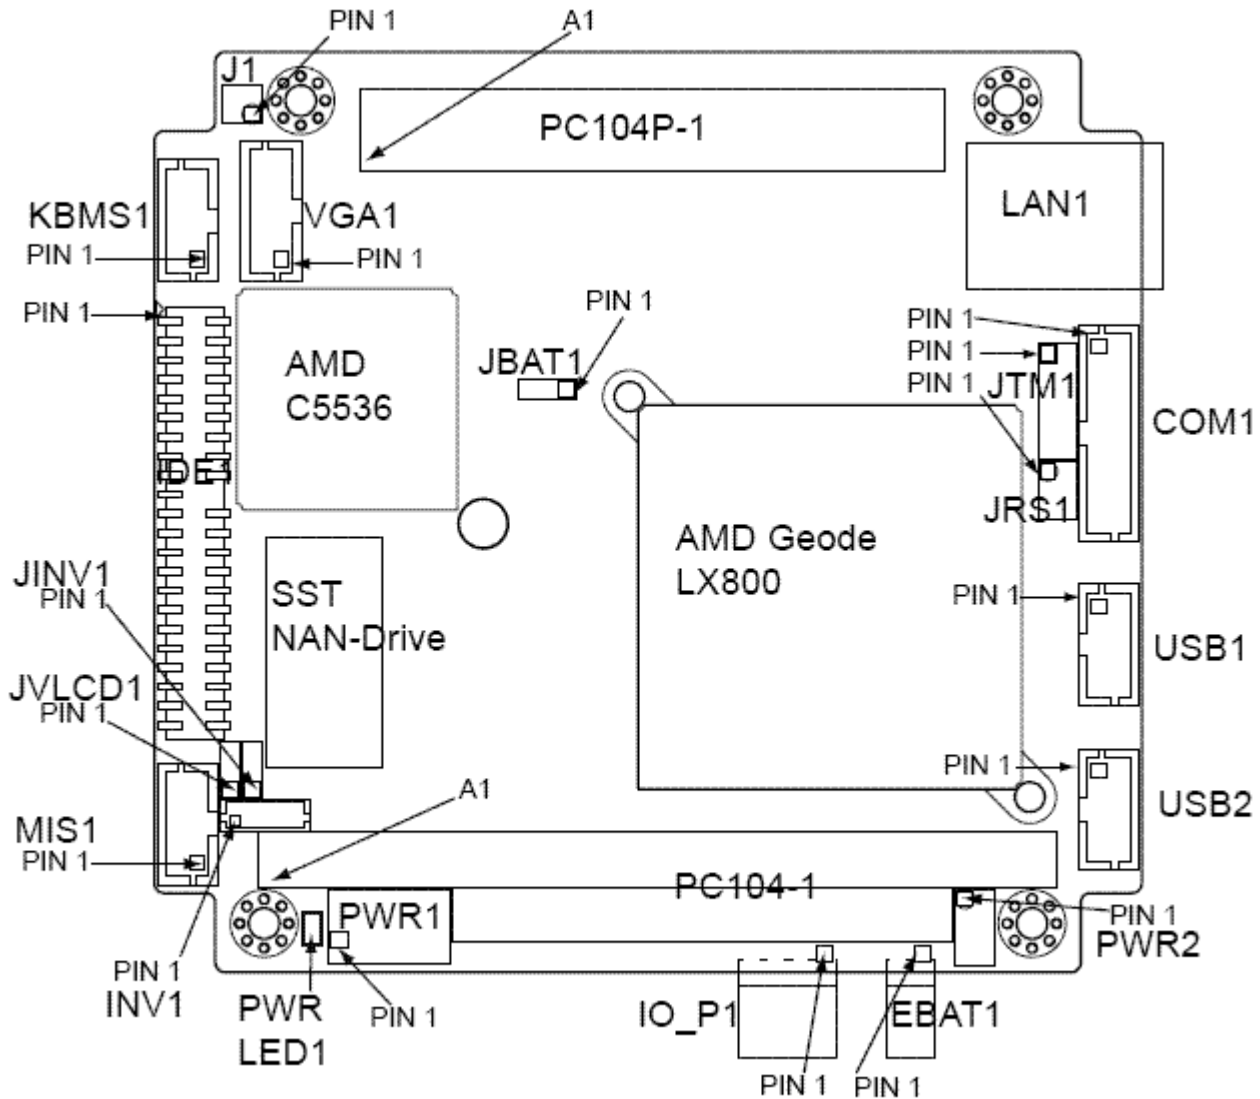 PIN 1
A1
J1
PC104P-1
LAN1
KBMS1
VGA1
PIN 1
PIN 1
PIN 1
PIN 1
PIN 1
PIN 1
PIN 1
AMD
C5536
JBAT1
JTM1
COM1
IDE1
JRS1
AMD Geode
LX800
JINV1
PIN 1
SST
NAN-Drive
PIN 1
USB1
JVLCD1
PIN 1
PIN 1
USB2
A1
MIS1
PIN 1
PC104-1
PWR1
PIN 1
PWR2
PIN 1
INV1
PWR
LED1
PIN 1
IO_P1
EBAT1
PIN 1
PIN 1